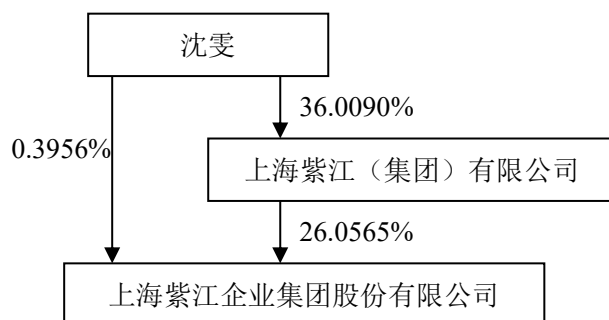 沈雯
36.0090%
0.3956%
上海紫江（集团）有限公司
26.0565%
上海紫江企业集团股份有限公司